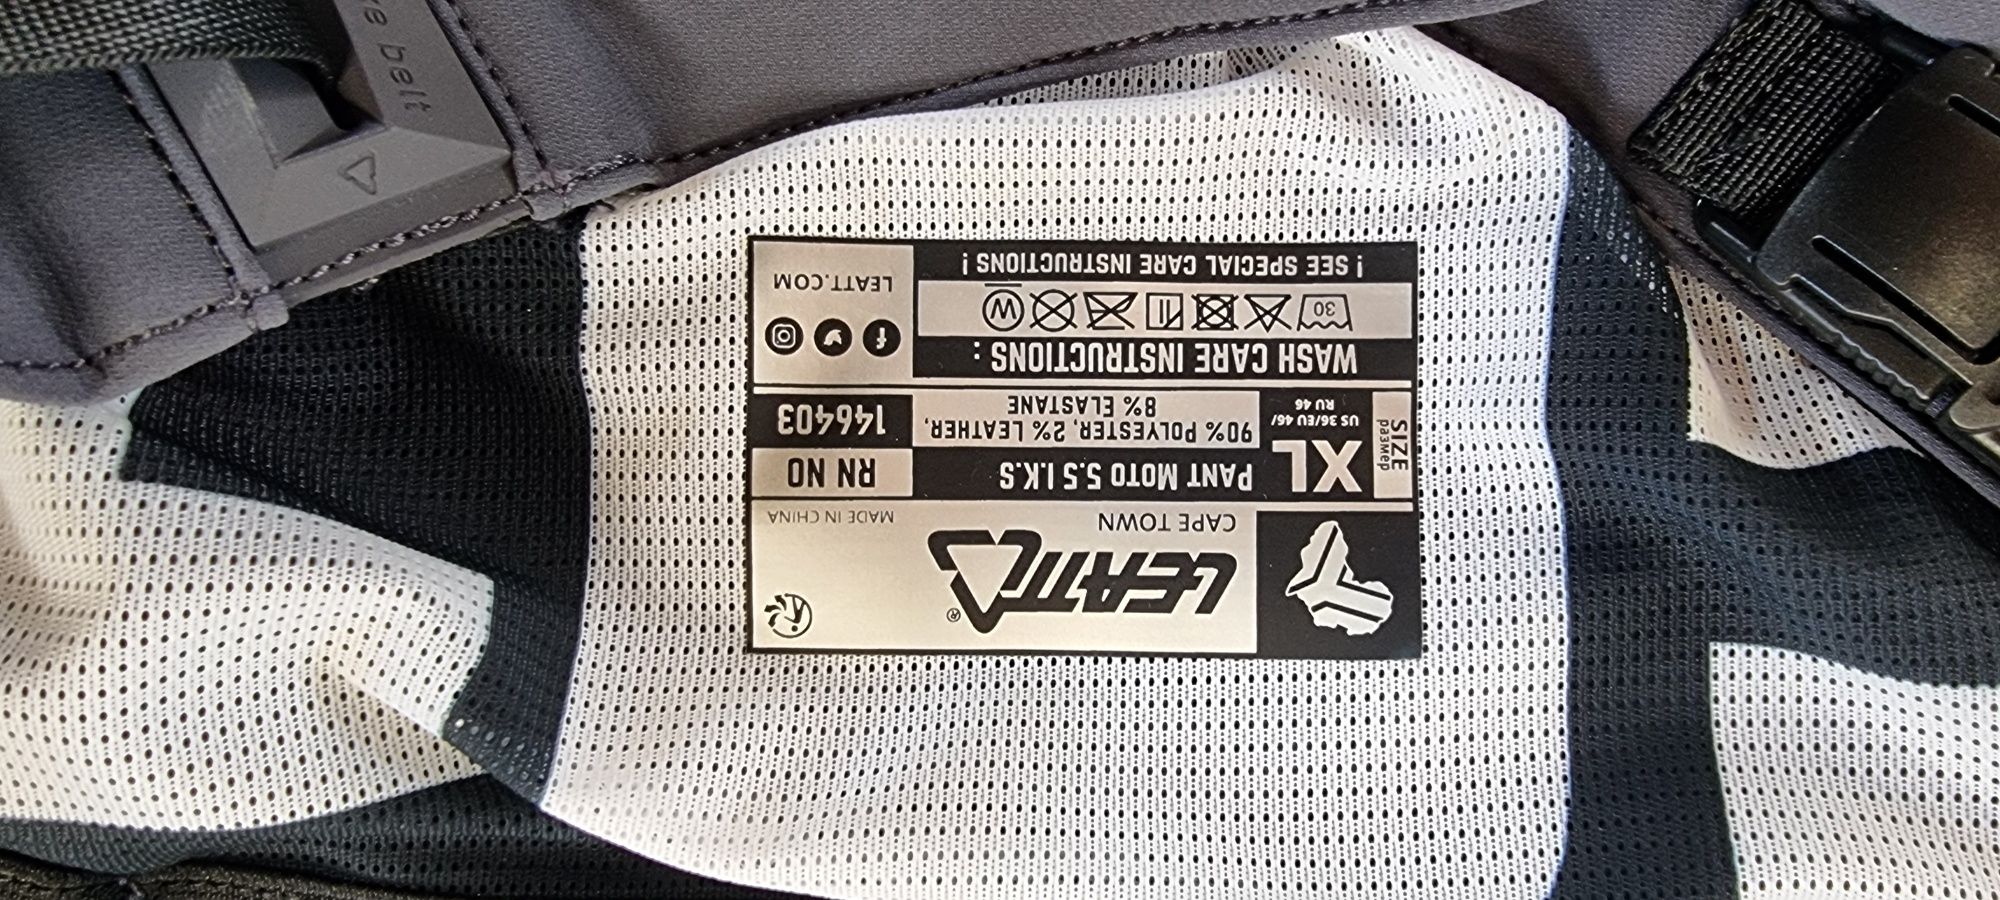 LEATT®
CAPE TOWN
MADE IN CHINA
SIZE
размер
XL
US 36/EU 46/
RU 46
PANT MOTO 5.5 I.K.S
90% POLYESTER, 2% LEATHER,
8% ELASTANE
RN NO
146403
WASH CARE INSTRUCTIONS :
30
W
! SEE SPECIAL CARE INSTRUCTIONS !
f
LEATT.COM
belt